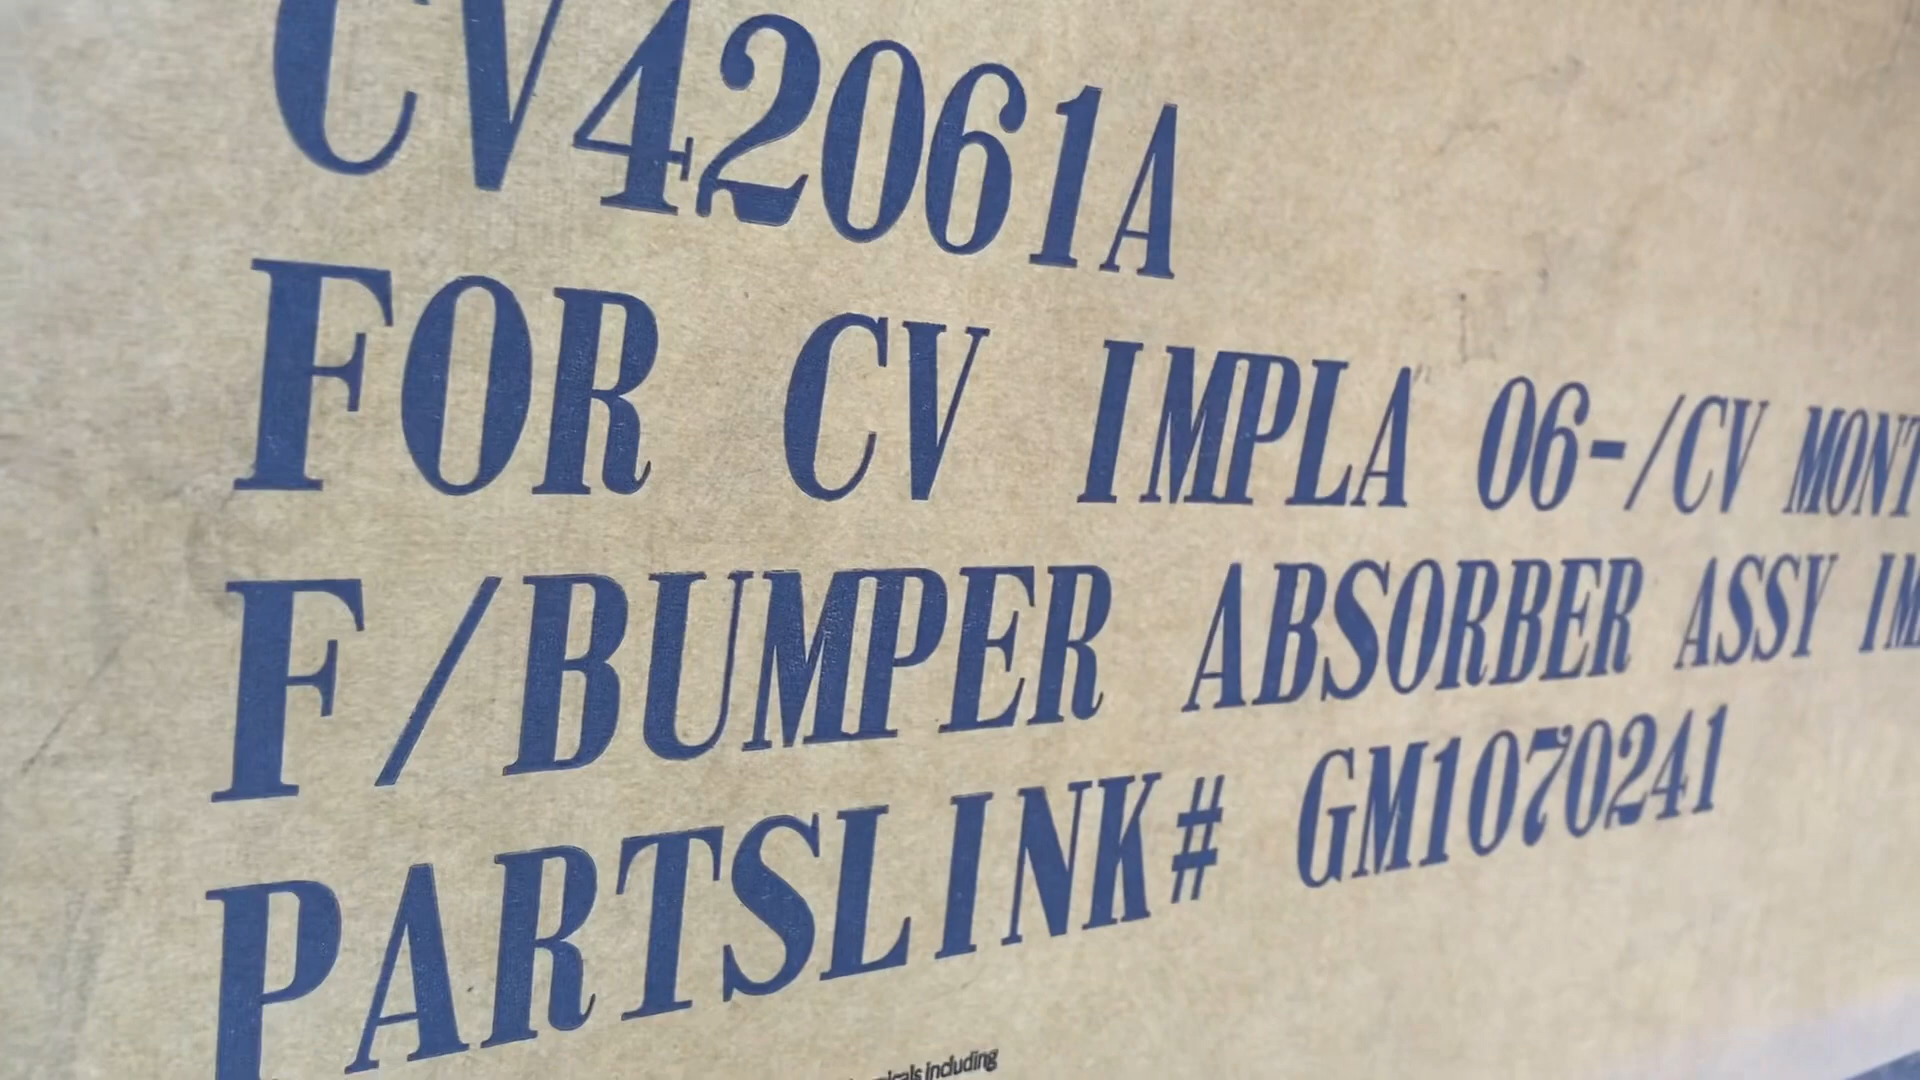 CV42061A
FOR CV IMPLA 06-/CV MONT
F/BUMPER ABSORBER ASSY IM
PARTSLINK# GM1070241
including